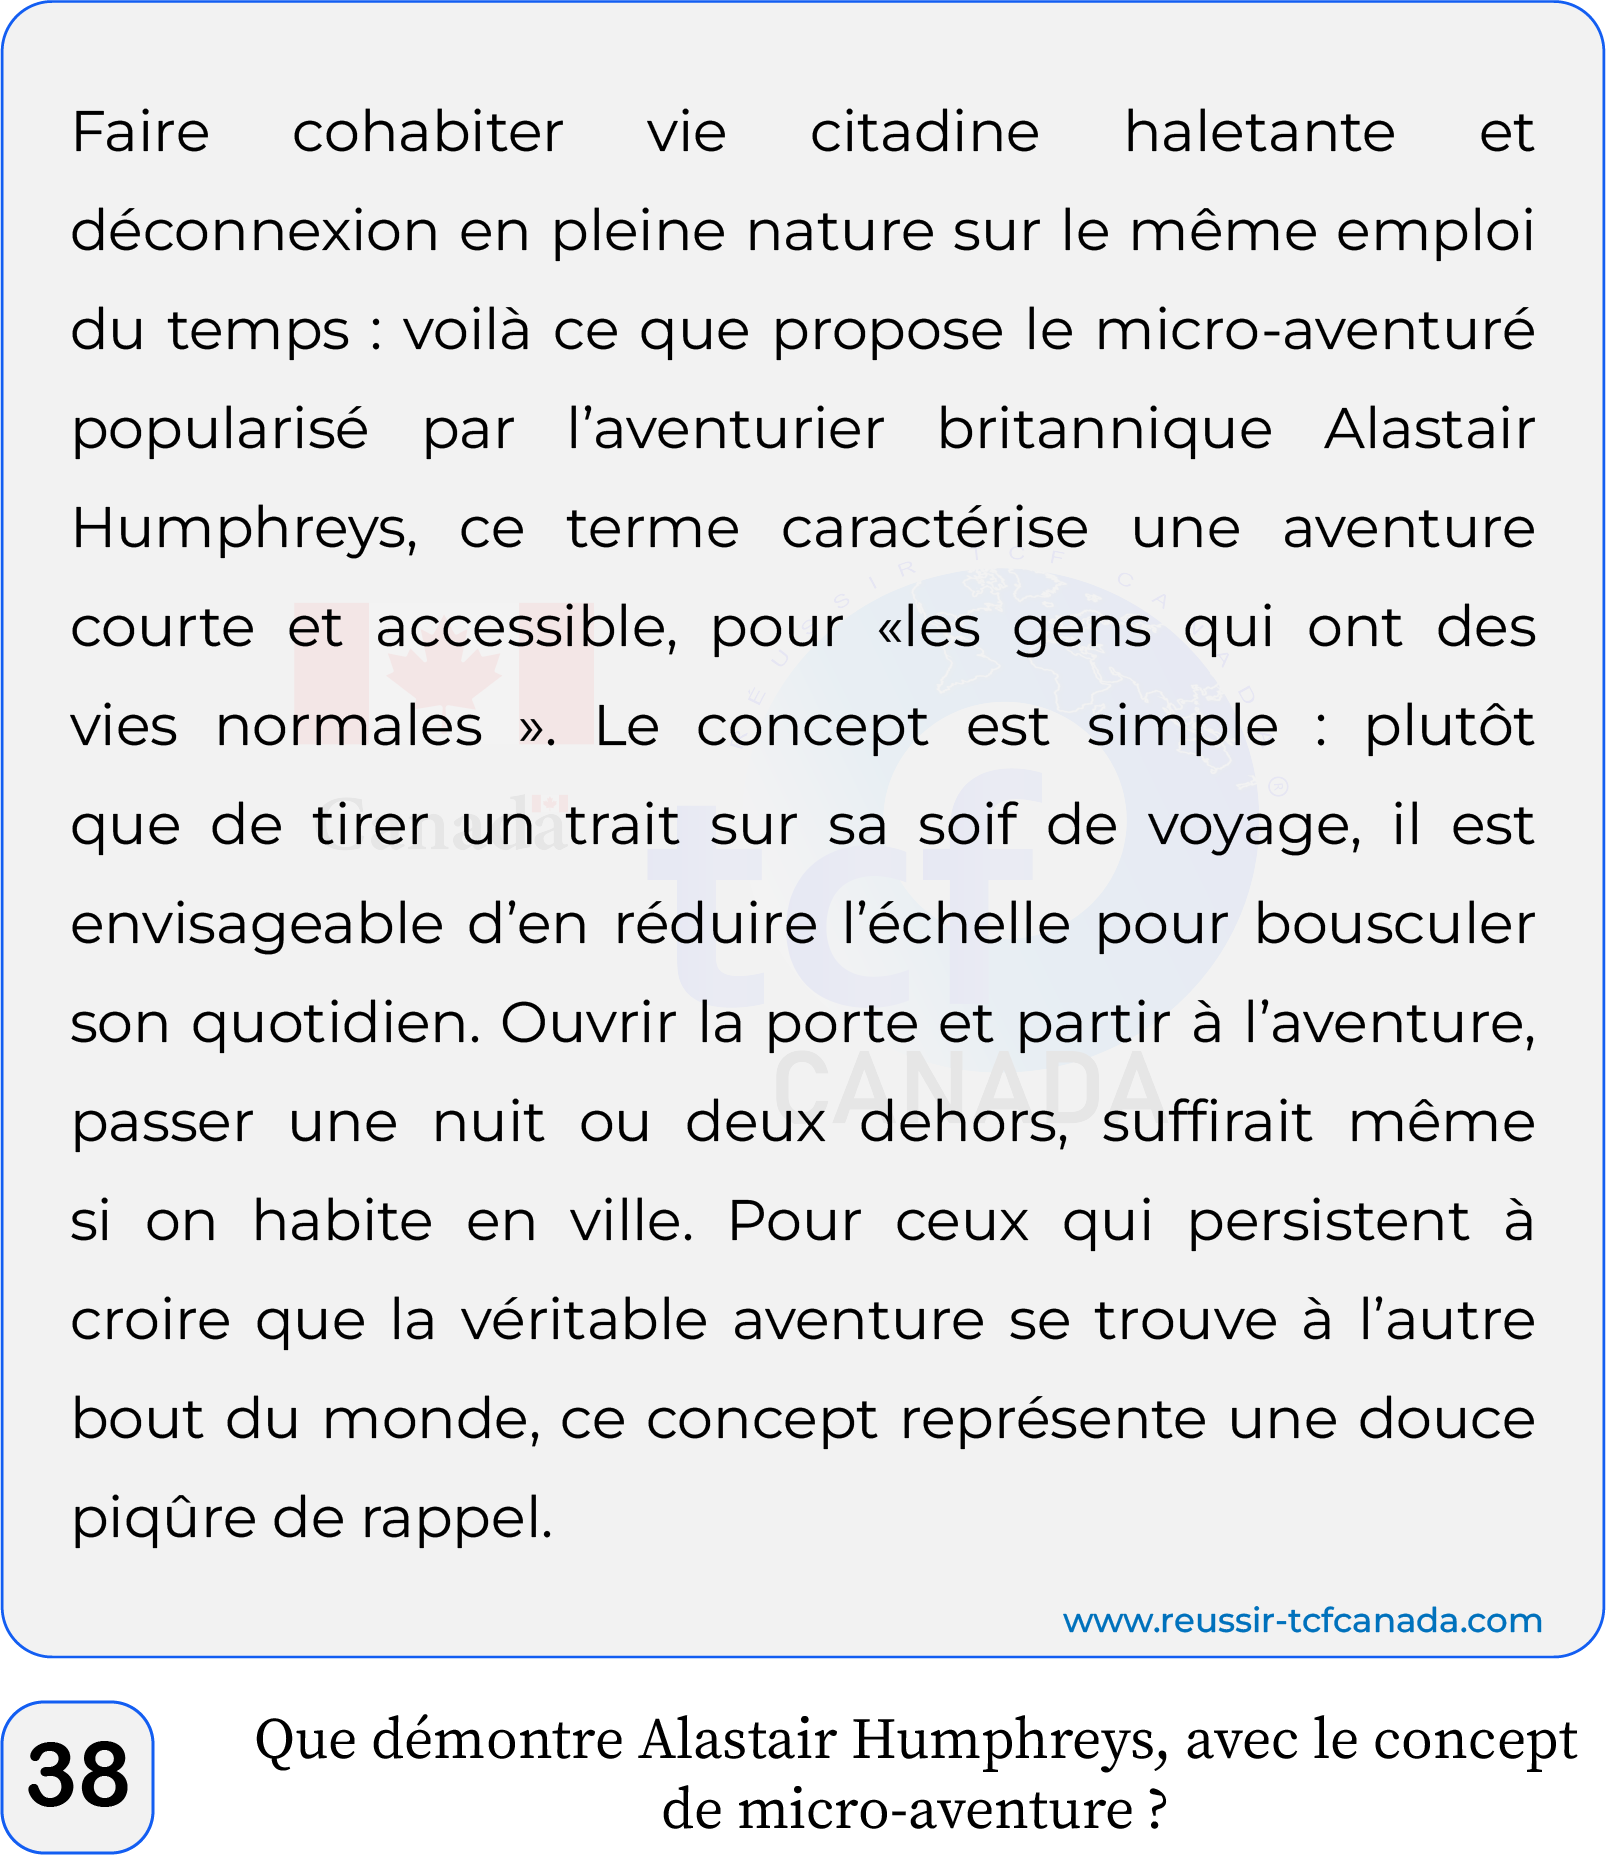 Faire cohabiter vie citadine haletante et
déconnexion en pleine nature sur le même emploi
du temps : voilà ce que propose le micro-aventuré
popularisé par l’aventurier britannique Alastair
Humphreys, ce terme caractérise une aventure
courte et accessible, pour «les gens qui ont des
vies normales ». Le concept est simple : plutôt
que de tirer un trait sur sa soif de voyage, il est
envisageable d’en réduire l’échelle pour bousculer
son quotidien. Ouvrir la porte et partir à l’aventure,
passer une nuit ou deux dehors, suffirait même
si on habite en ville. Pour ceux qui persistent à
croire que la véritable aventure se trouve à l’autre
bout du monde, ce concept représente une douce
piqûre de rappel.
RÉUSSIR TCF CANADA ®
Canada
tcf
CANADA
www.reussir-tcfcanada.com
38
Que démontre Alastair Humphreys, avec le concept
de micro-aventure ?